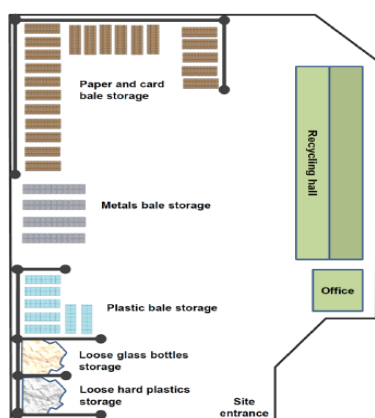 Paper and card
bale storage
Recycling hall
Metals bale storage
Office
Plastic bale storage
Loose glass bottles
storage
Loose hard plastics
storage
Site
entrance